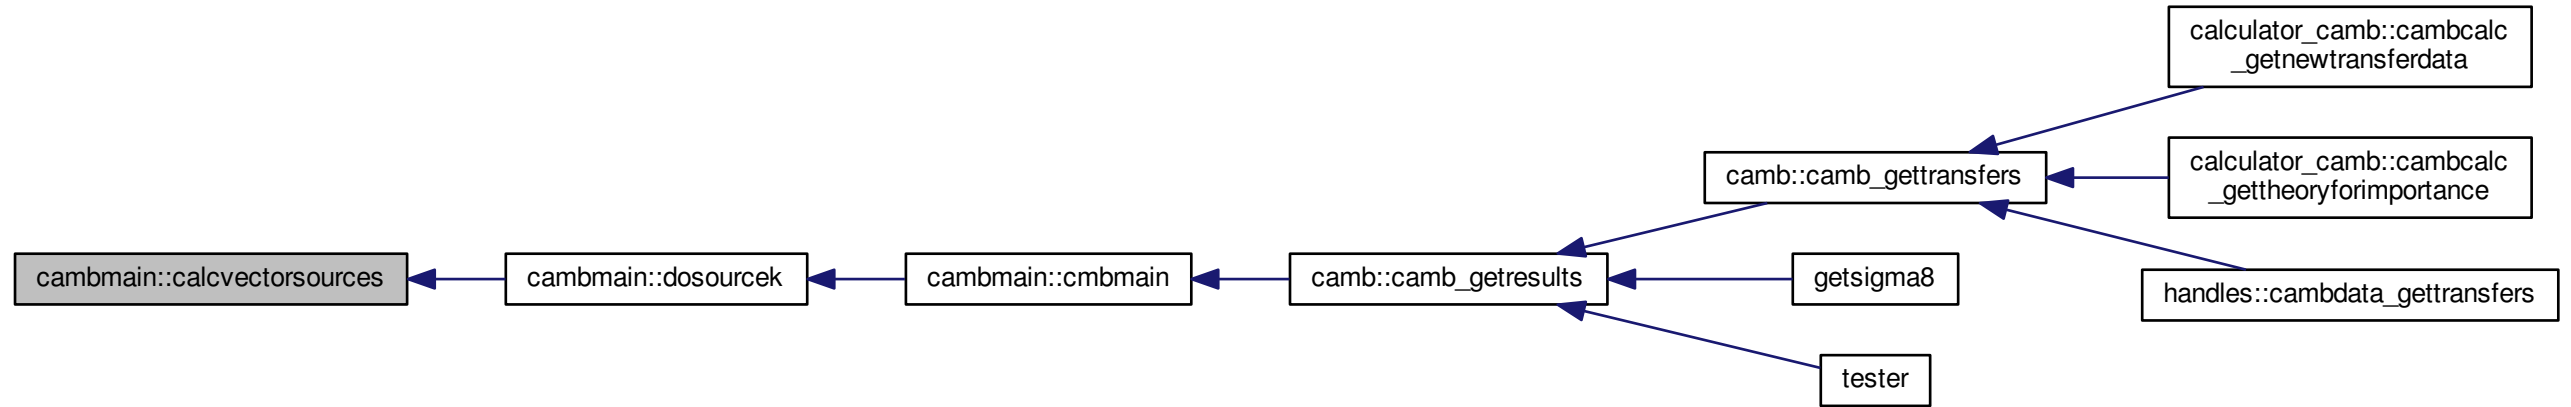 cambmain::calcvectorsources
cambmain::dosourcek
cambmain::cmbmain
camb::camb_getresults
camb::camb_gettransfers
getsigma8
tester
calculator_camb::cambcalc
_getnewtransferdata
calculator_camb::cambcalc
_gettheoryforimportance
handles::cambdata_gettransfers